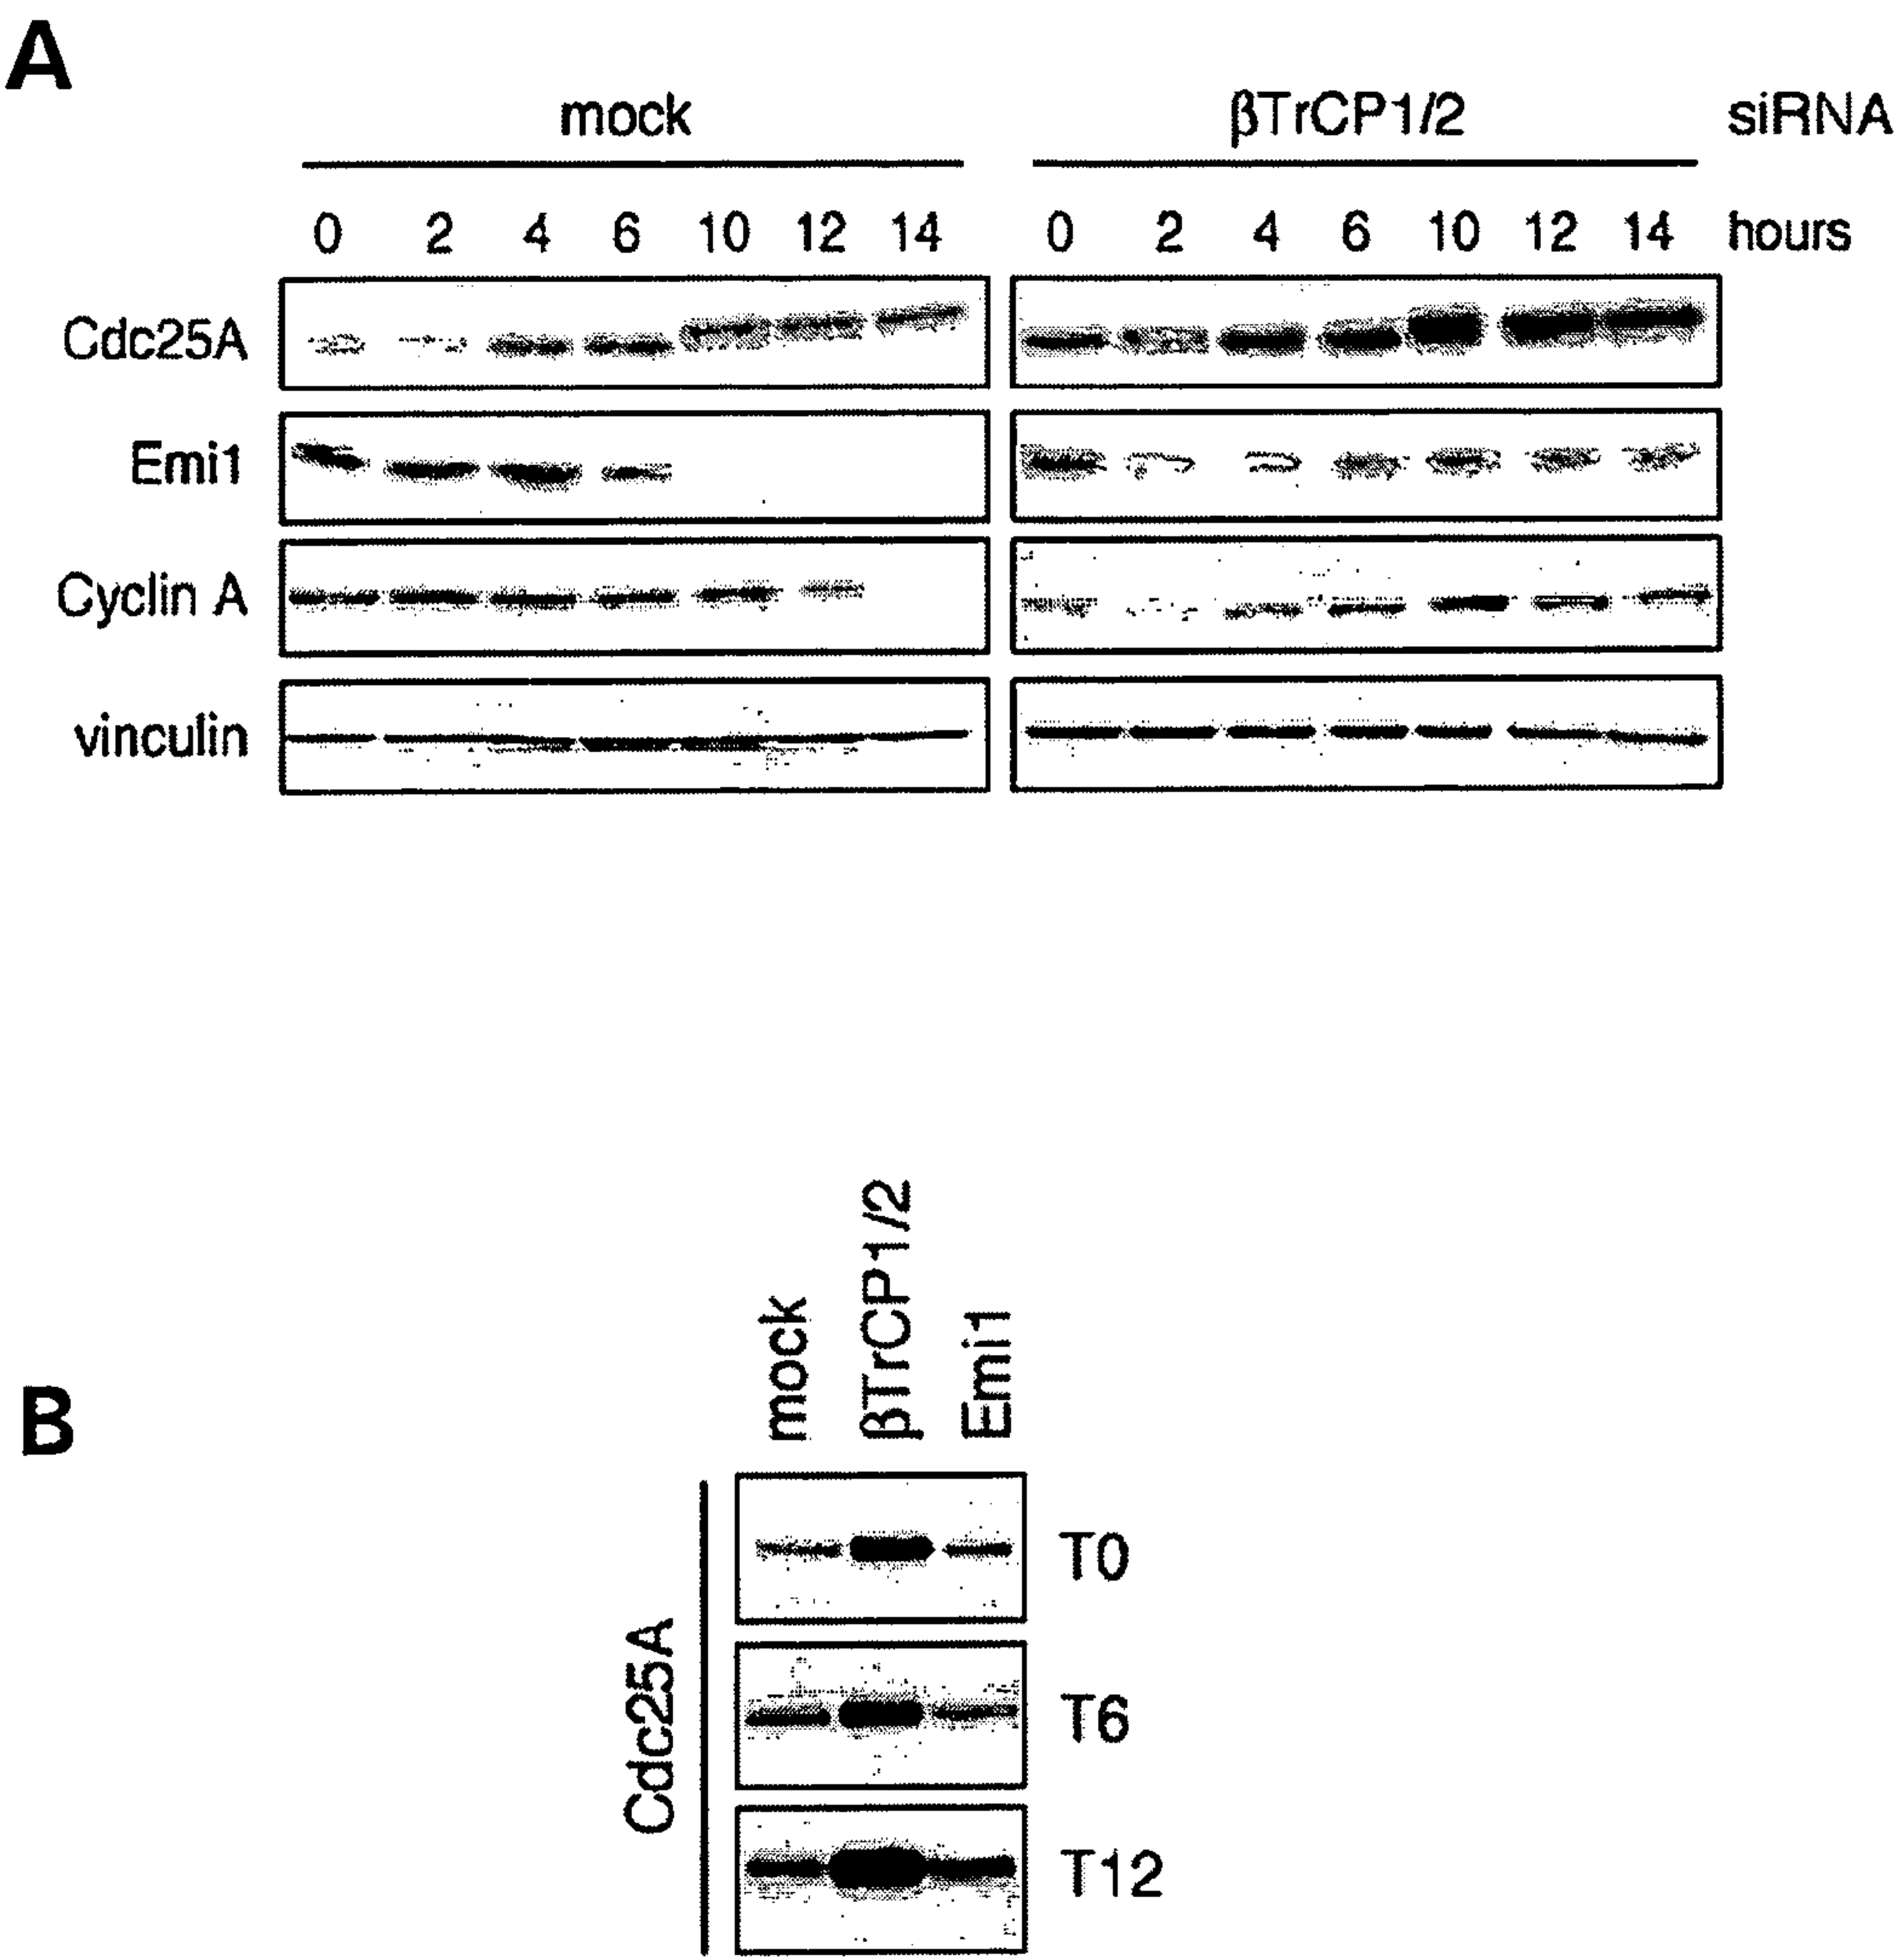 A
mock βTrCP1/2 siRNA
0 2 4 6 10 12 14 0 2 4 6 10 12 14 hours
Cdc25A
Emi1
Cyclin A
vinculin
B
mock βTrCP1/2 Emi1
Cdc25A
T0
T6
T12